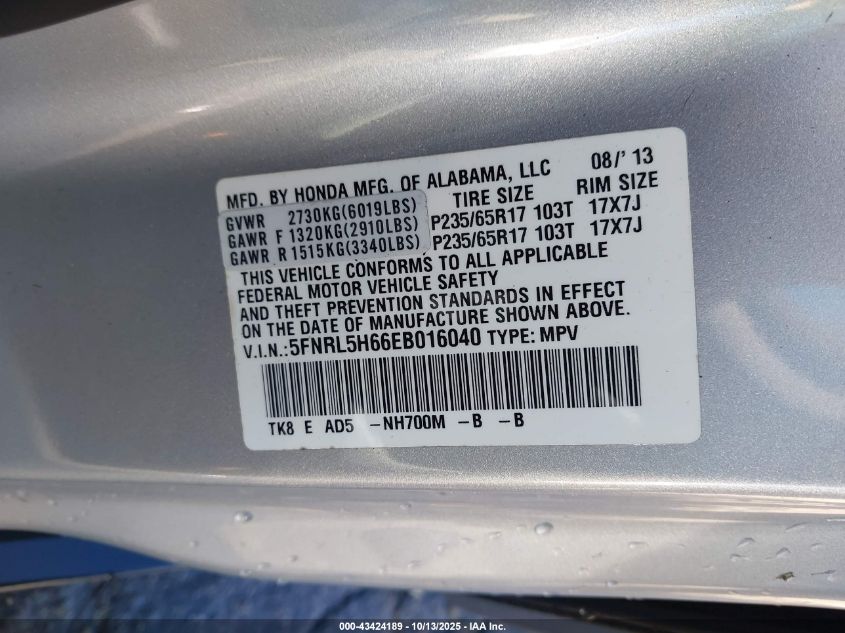 MFD. BY HONDA MFG. OF ALABAMA, LLC 08/'13
TIRE SIZE RIM SIZE
GVWR 2730KG(6019LBS)
GAWR F 1320KG(2910LBS) P235/65R17 103T 17X7J
GAWR R 1515KG(3340LBS) P235/65R17 103T 17X7J
THIS VEHICLE CONFORMS TO ALL APPLICABLE
FEDERAL MOTOR VEHICLE SAFETY
AND THEFT PREVENTION STANDARDS IN EFFECT
ON THE DATE OF MANUFACTURE SHOWN ABOVE.
V.I.N.:5FNRL5H66EB016040 TYPE: MPV
TK8 E AD5 -NH700M -B -B
000-43424189 | 10/13/2025 - IAA Inc.